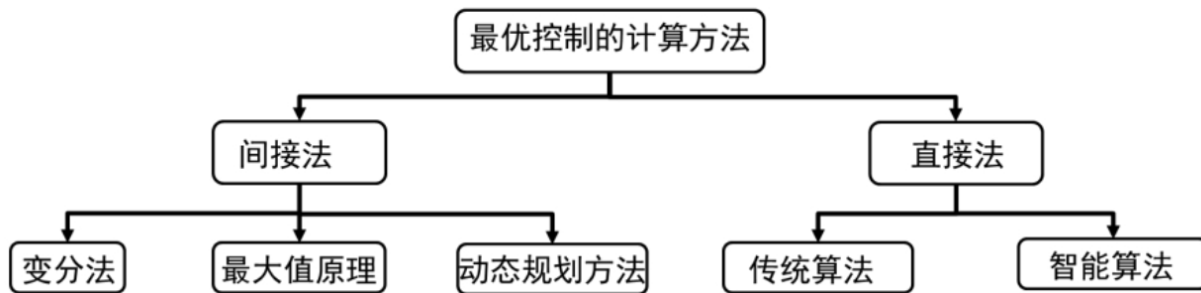 最优控制的计算方法
间接法
直接法
变分法
最大值原理
动态规划方法
传统算法
智能算法